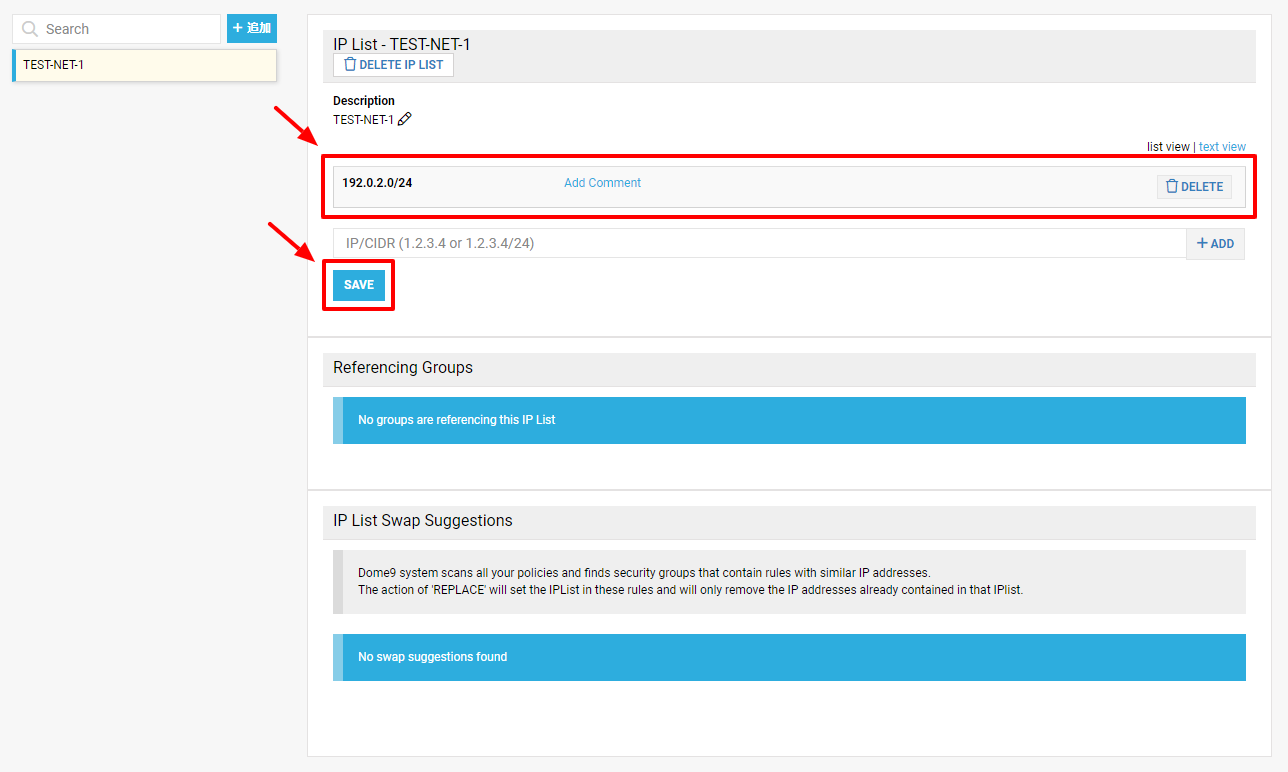 Search
+ 追加
TEST-NET-1
IP List - TEST-NET-1
DELETE IP LIST
Description
TEST-NET-1
list view | text view
192.0.2.0/24 Add Comment DELETE
IP/CIDR (1.2.3.4 or 1.2.3.4/24) + ADD
SAVE
Referencing Groups
No groups are referencing this IP List
IP List Swap Suggestions
Dome9 system scans all your policies and finds security groups that contain rules with similar IP addresses.
The action of 'REPLACE' will set the IPList in these rules and will only remove the IP addresses already contained in that IPlist.
No swap suggestions found